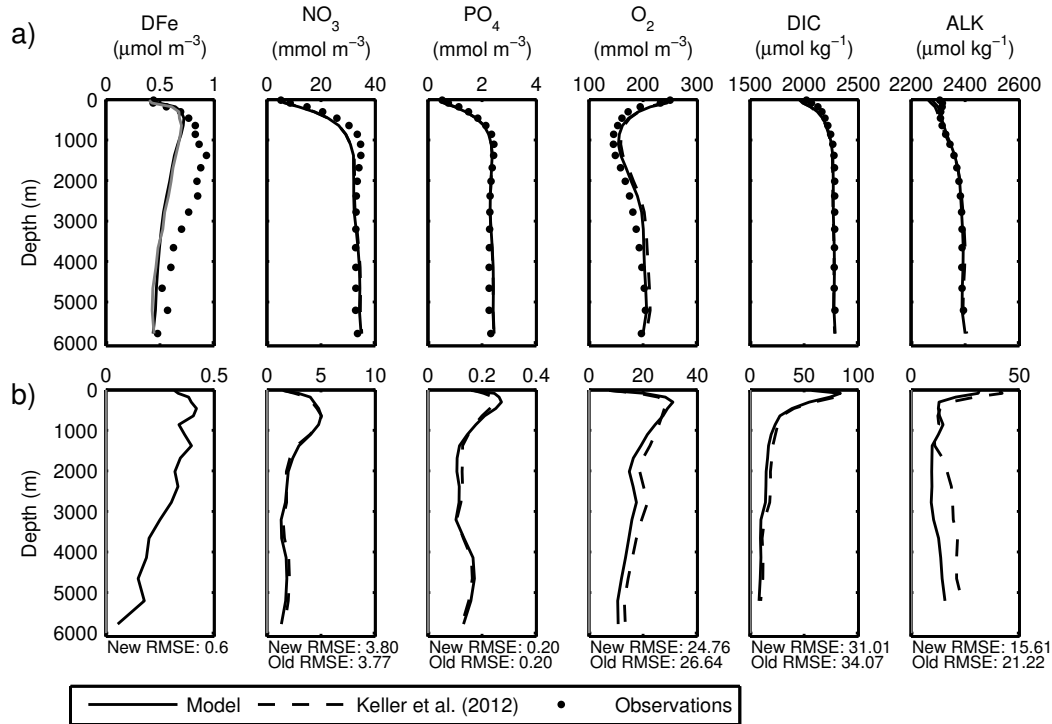 a)
DFe NO3 PO4 O2 DIC ALK
(μmol m−3) (mmol m−3) (mmol m−3) (mmol m−3) (μmol kg−1) (μmol kg−1)
0 0.5 1 0 20 40 0 2 4 100 200 300 1500 2000 2500 2200 2400 2600
0
1000
2000
3000
4000
5000
6000
Depth (m)
b)
0 0.5 0 5 10 0 0.2 0.4 0 20 40 0 50 100 0 50
0
1000
2000
3000
4000
5000
6000
Depth (m)
New RMSE: 0.6 New RMSE: 3.80 New RMSE: 0.20 New RMSE: 24.76 New RMSE: 31.01 New RMSE: 15.61
Old RMSE: 3.77 Old RMSE: 0.20 Old RMSE: 26.64 Old RMSE: 34.07 Old RMSE: 21.22
Model Keller et al. (2012) Observations